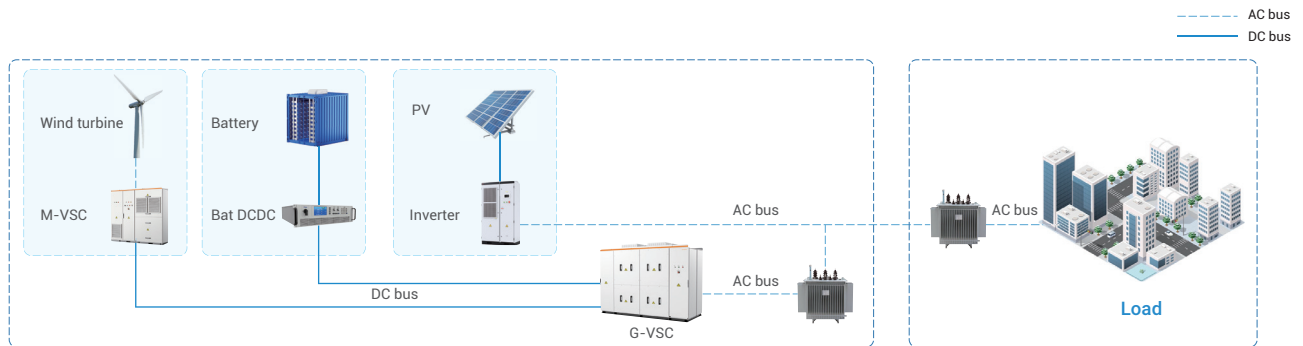 AC bus
DC bus
Wind turbine
Battery
PV
M-VSC
Bat DCDC
Inverter
AC bus
AC bus
DC bus
AC bus
G-VSC
Load